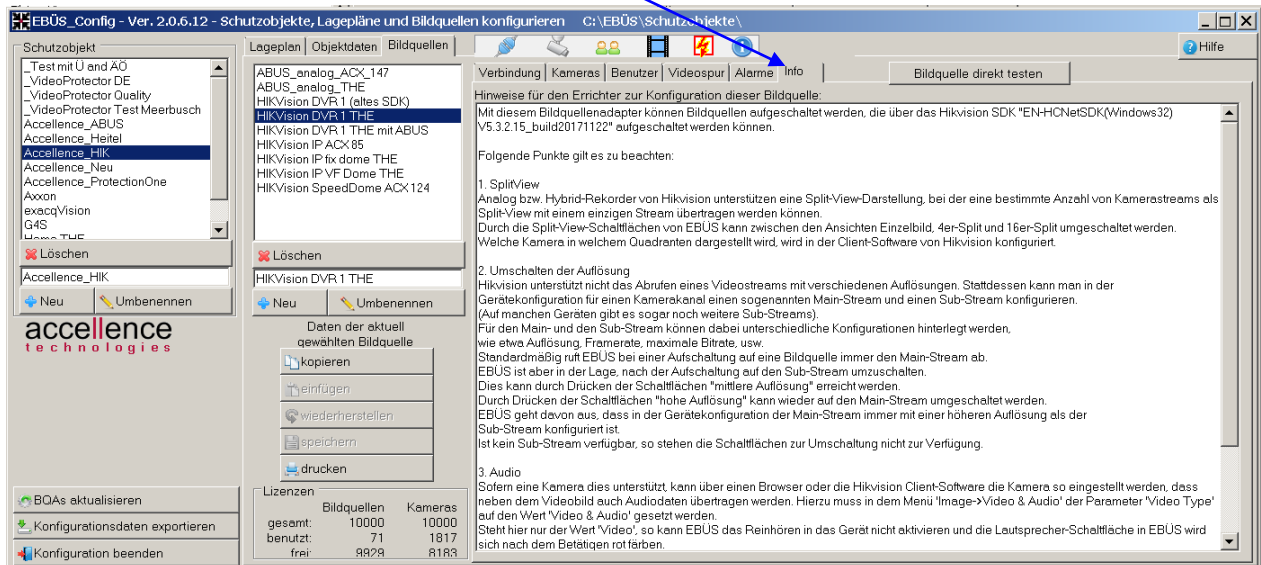 EBÜS_Config - Ver. 2.0.6.12 - Schutzobjekte, Lagepläne und Bildquellen konfigurieren C:\EBÜS\Schutzobjekte\
Schutzobjekt
_Test mit Ü and ÄÖ
_VideoProtector DE
_VideoProtector Quality
_VideoProtector Test Meerbusch
Accellence_ABUS
Accellence_Heitel
Accellence_HIK
Accellence_Neu
Accellence_ProtectionOne
Axxon
exacqVision
G4S
Home THE
Löschen
Accellence_HIK
Neu
Umbenennen
accellence
technologies
BQAs aktualisieren
Konfigurationsdaten exportieren
Konfiguration beenden
Lageplan Objektdaten Bildquellen
ABUS_analog_ACX_147
ABUS_analog_THE
HIKVision DVR 1 (altes SDK)
HIKVision DVR 1 THE
HIKVision DVR 1 THE mit ABUS
HIKVision IP ACX 85
HIKVision IP fix dome THE
HIKVision IP VF Dome THE
HIKVision SpeedDome ACX124
Löschen
HIKVision DVR 1 THE
Neu
Umbenennen
Daten der aktuell
gewählten Bildquelle
kopieren
einfügen
wiederherstellen
speichern
drucken
Lizenzen
Bildquellen Kameras
gesamt: 10000 10000
benutzt: 71 1817
frei: 9929 8183
Hilfe
Verbindung Kameras Benutzer Videospur Alarme Info
Bildquelle direkt testen
Hinweise für den Errichter zur Konfiguration dieser Bildquelle:
Mit diesem Bildquellenadapter können Bildquellen aufgeschaltet werden, die über das Hikvision SDK "EN-HCNetSDK(Windows32)
V5.3.2.15_build20171122" aufgeschaltet werden können.
Folgende Punkte gilt es zu beachten:
1. SplitView
Analog bzw. Hybrid-Rekorder von Hikvision unterstützen eine Split-View-Darstellung, bei der eine bestimmte Anzahl von Kamerastreams als
Split-View mit einem einzigen Stream übertragen werden können.
Durch die Split-View-Schaltflächen von EBÜS kann zwischen den Ansichten Einzelbild, 4er-Split und 16er-Split umgeschaltet werden.
Welche Kamera in welchem Quadranten dargestellt wird, wird in der Client-Software von Hikvision konfiguriert.
2. Umschalten der Auflösung
Hikvision unterstützt nicht das Abrufen eines Videostreams mit verschiedenen Auflösungen. Stattdessen kann man in der
Gerätekonfiguration für einen Kamerakanal einen sogenannten Main-Stream und einen Sub-Stream konfigurieren.
(Auf manchen Geräten gibt es sogar noch weitere Sub-Streams).
Für den Main- und den Sub-Stream können dabei unterschiedliche Konfigurationen hinterlegt werden,
wie etwa Auflösung, Framerate, maximale Bitrate, usw.
Standardmäßig ruft EBÜS bei einer Aufschaltung auf eine Bildquelle immer den Main-Stream ab.
EBÜS ist aber in der Lage, nach der Aufschaltung auf den Sub-Stream umzuschalten.
Dies kann durch Drücken der Schaltflächen "mittlere Auflösung" erreicht werden.
Durch Drücken der Schaltflächen "hohe Auflösung" kann wieder auf den Main-Stream umgeschaltet werden.
EBÜS geht davon aus, dass in der Gerätekonfiguration der Main-Stream immer mit einer höheren Auflösung als der
Sub-Stream konfiguriert ist.
Ist kein Sub-Stream verfügbar, so stehen die Schaltflächen zur Umschaltung nicht zur Verfügung.
3. Audio
Sofern eine Kamera dies unterstützt, kann über einen Browser oder die Hikvision Client-Software die Kamera so eingestellt werden, dass
neben dem Videobild auch Audiodaten übertragen werden. Hierzu muss in dem Menü 'Image->Video & Audio' der Parameter 'Video Type'
auf den Wert 'Video & Audio' gesetzt werden.
Steht hier nur der Wert 'Video', so kann EBÜS das Reinhören in das Gerät nicht aktivieren und die Lautsprecher-Schaltfläche in EBÜS wird
sich nach dem Betätigen rot färben.